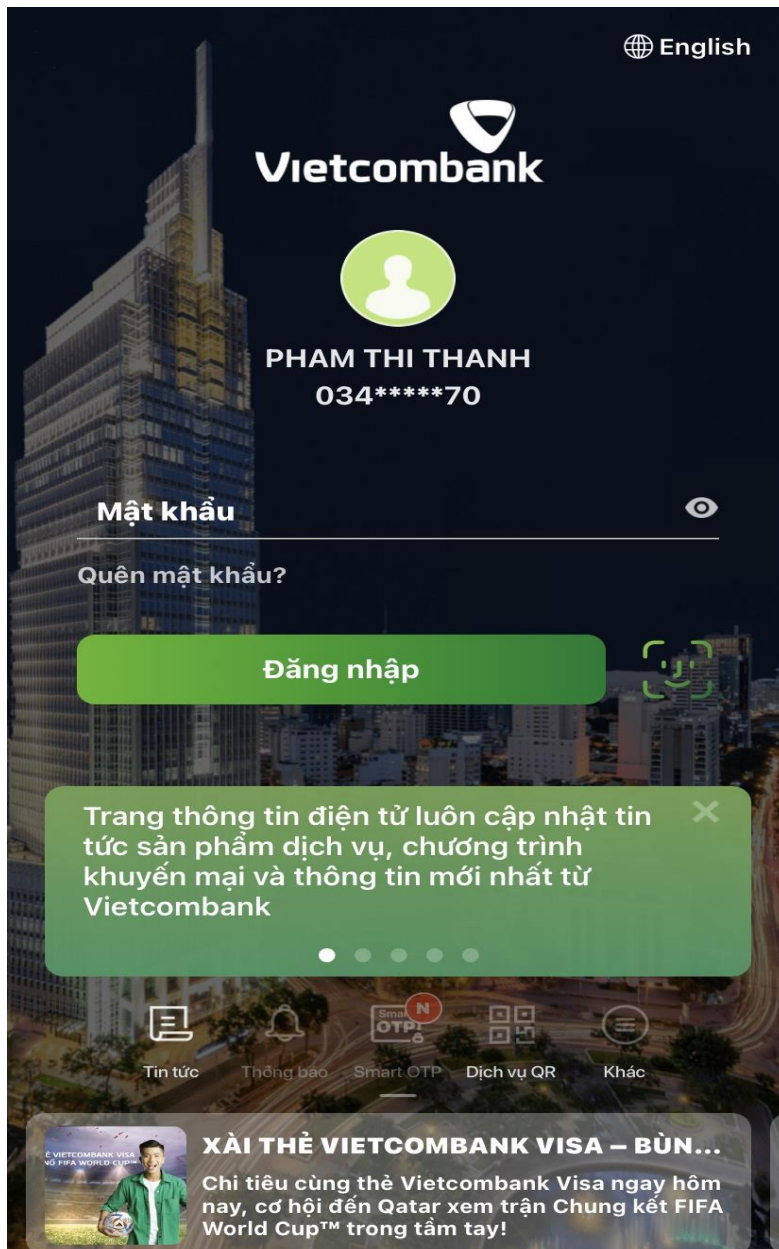 English
Vietcombank
PHAM THI THANH
034*****70
Mật khẩu
Quên mật khẩu?
Đăng nhập
Trang thông tin điện tử luôn cập nhật tin
tức sản phẩm dịch vụ, chương trình
khuyến mại và thông tin mới nhất từ
Vietcombank
N
Smart
OTP
Tin tức
Thông báo
Smart OTP
Dịch vụ QR
Khác
XÀI THẺ VIETCOMBANK VISA – BÙN...
Chi tiêu cùng thẻ Vietcombank Visa ngay hôm
nay, cơ hội đến Qatar xem trận Chung kết FIFA
World Cup™ trong tầm tay!